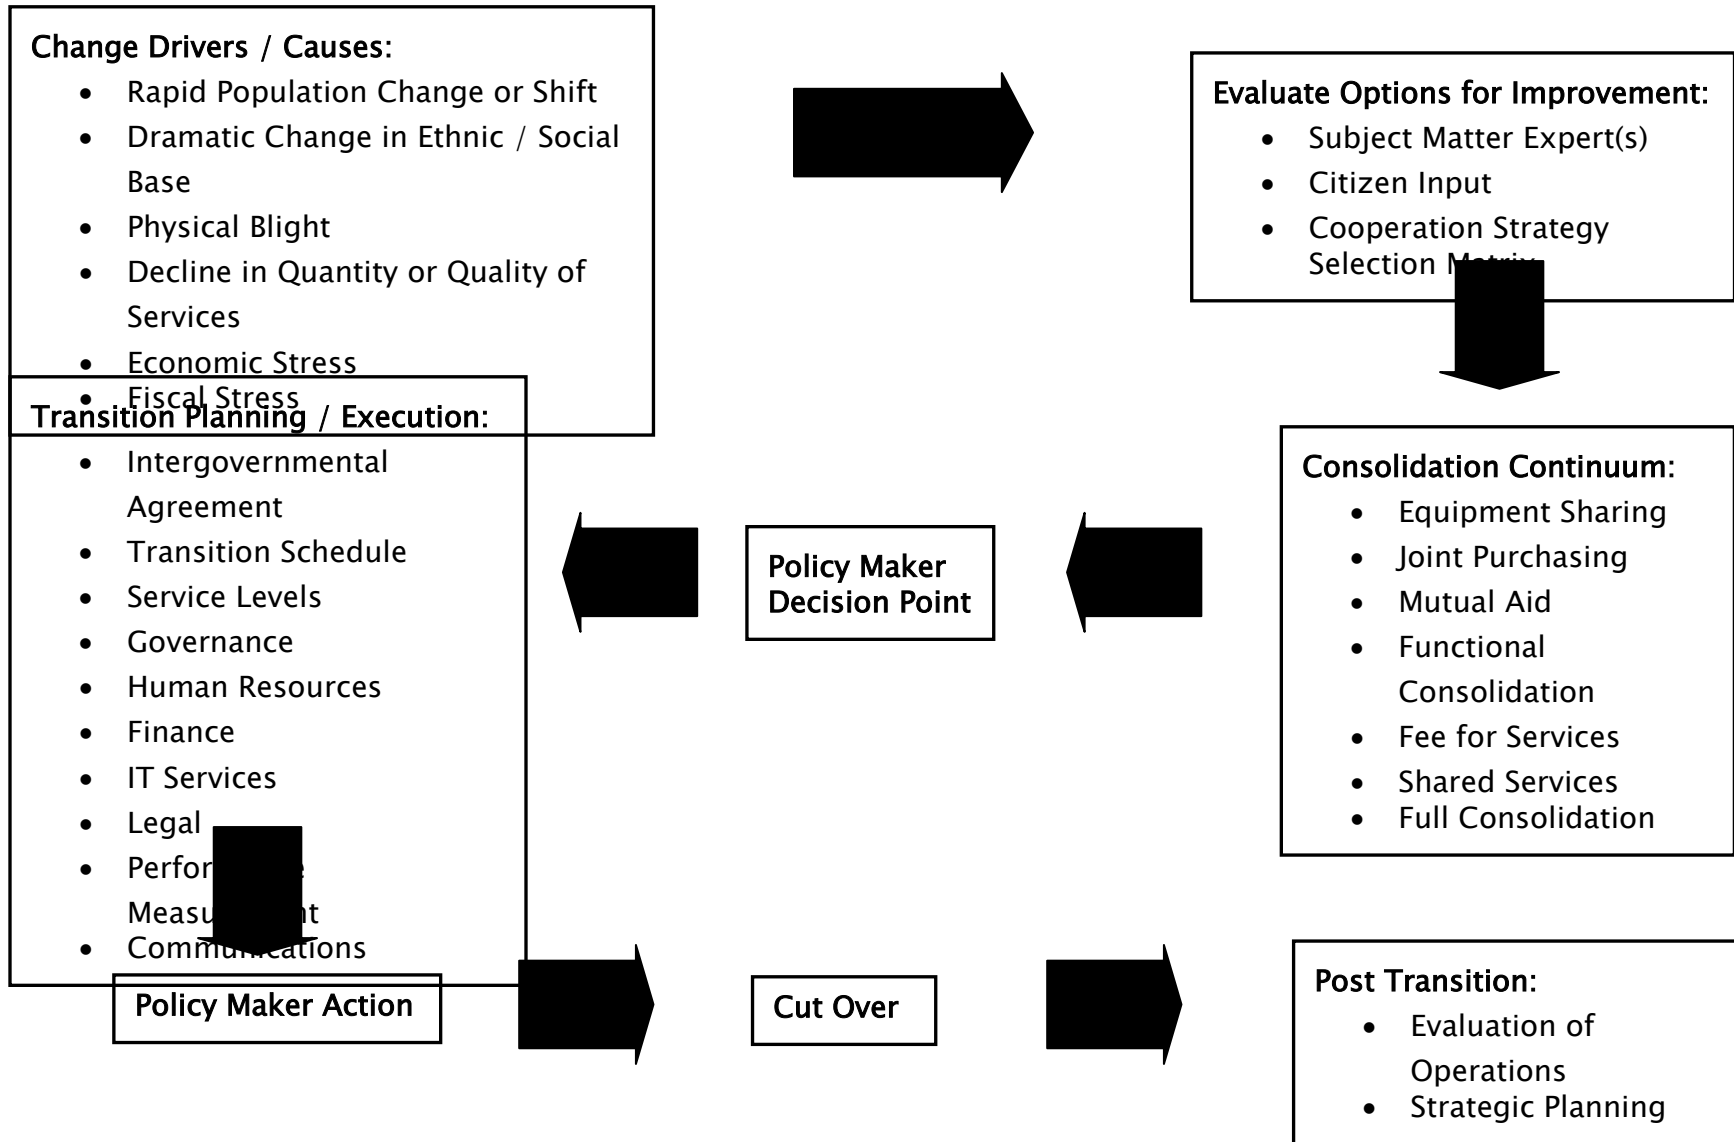 Change Drivers / Causes:
• Rapid Population Change or Shift
• Dramatic Change in Ethnic / Social
Base
• Physical Blight
• Decline in Quantity or Quality of
Services
• Economic Stress
• Fiscal Stress
Evaluate Options for Improvement:
• Subject Matter Expert(s)
• Citizen Input
• Cooperation Strategy
Selection Matrix
Consolidation Continuum:
• Equipment Sharing
• Joint Purchasing
• Mutual Aid
• Functional
Consolidation
• Fee for Services
• Shared Services
• Full Consolidation
Policy Maker
Decision Point
Transition Planning / Execution:
• Intergovernmental
Agreement
• Transition Schedule
• Service Levels
• Governance
• Human Resources
• Finance
• IT Services
• Legal
• Performance
Measurement
• Communications
Policy Maker Action
Cut Over
Post Transition:
• Evaluation of
Operations
• Strategic Planning